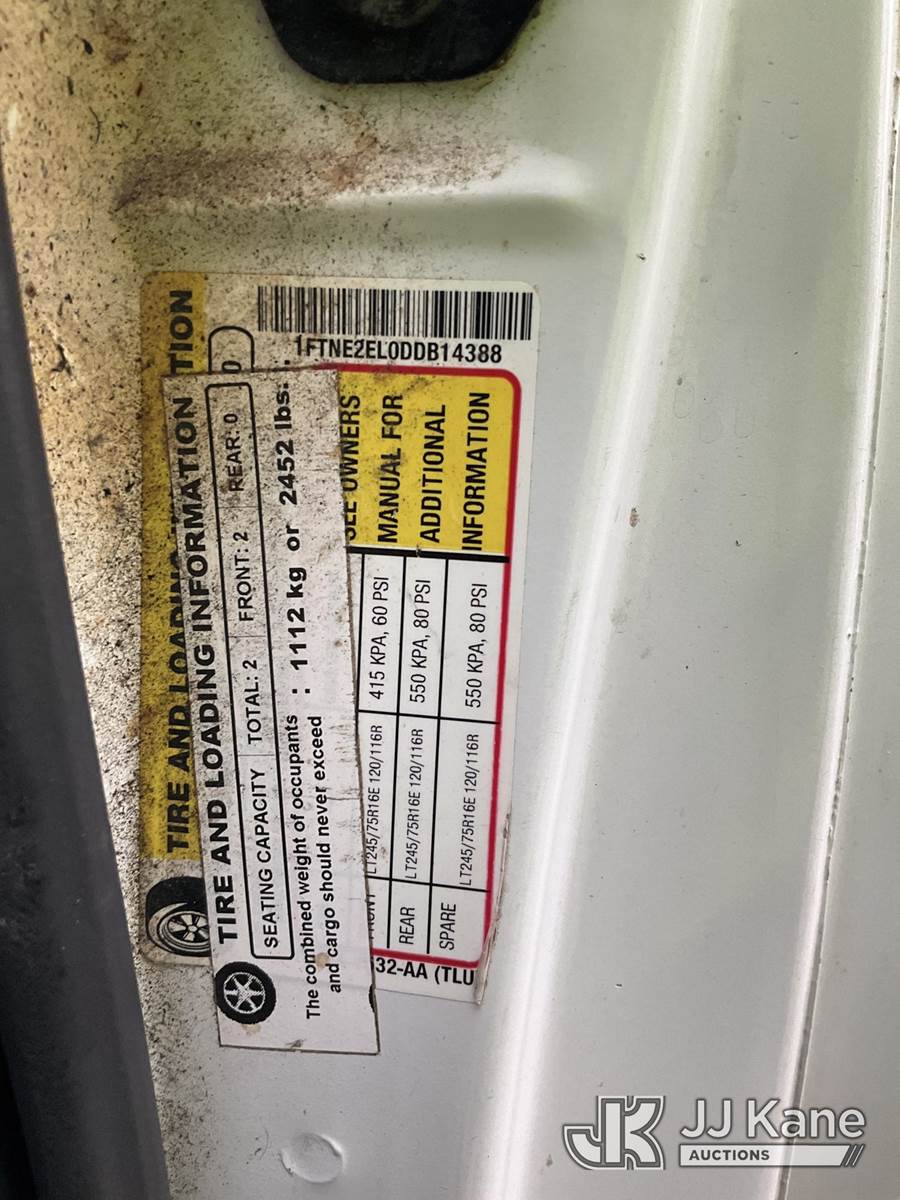 1FTNE2EL0DDB14388
TIRE AND LOADING
TION
0
TIRE AND LOADING INFORMATION
SEATING CAPACITY TOTAL: 2 FRONT: 2 REAR: 0
The combined weight of occupants : 1112 kg or 2452 lbs.
and cargo should never exceed
SEE OWNERS
MANUAL FOR
ADDITIONAL
INFORMATION
FRONT LT245/75R16E 120/116R 415 KPA, 60 PSI
REAR LT245/75R16E 120/116R 550 KPA, 80 PSI
SPARE LT245/75R16E 120/116R 550 KPA, 80 PSI
32-AA (TLU
JK JJ Kane
AUCTIONS